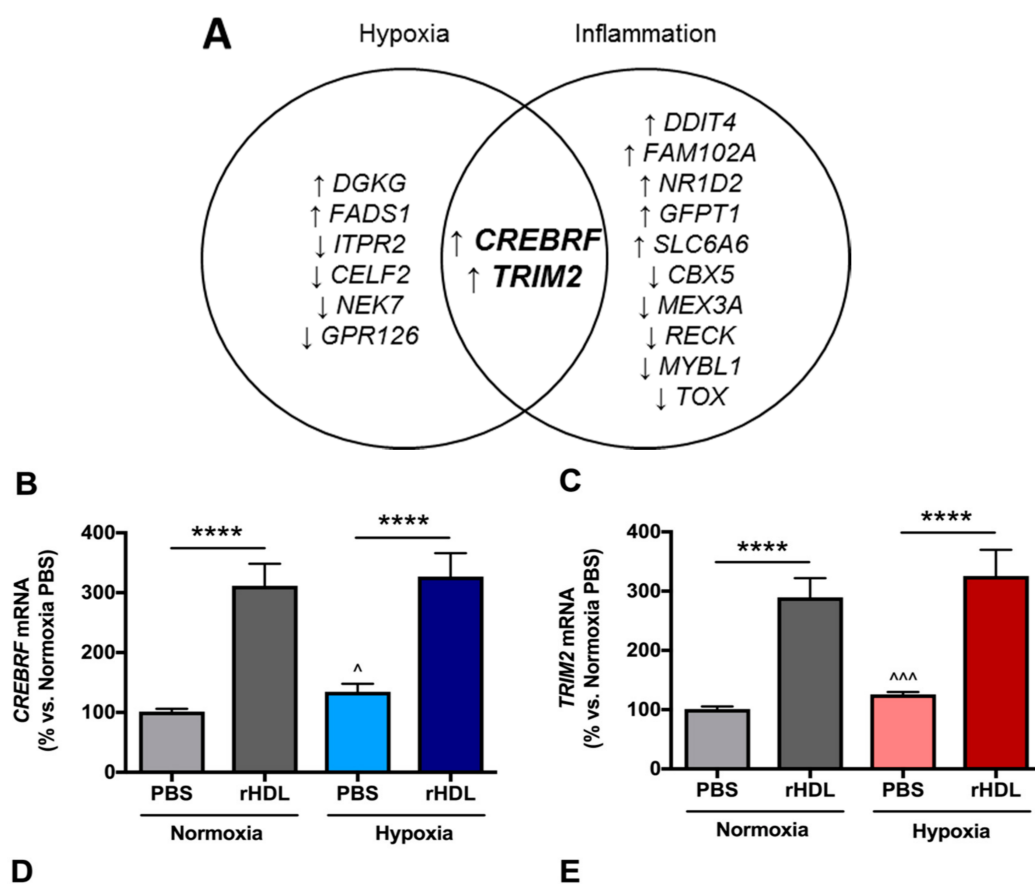 A
Hypoxia
Inflammation
↑ DGKG
↑ FADS1
↓ ITPR2
↓ CELF2
↓ NEK7
↓ GPR126
↑ CREBRF
↑ TRIM2
↑ DDIT4
↑ FAM102A
↑ NR1D2
↑ GFPT1
↑ SLC6A6
↓ CBX5
↓ MEX3A
↓ RECK
↓ MYBL1
↓ TOX
B
CREBRF mRNA
(% vs. Normoxia PBS)
400
300
200
100
0
****
****
^
PBS
rHDL
PBS
rHDL
Normoxia
Hypoxia
C
TRIM2 mRNA
(% vs. Normoxia PBS)
400
300
200
100
0
****
****
^^^
PBS
rHDL
PBS
rHDL
Normoxia
Hypoxia
D
E